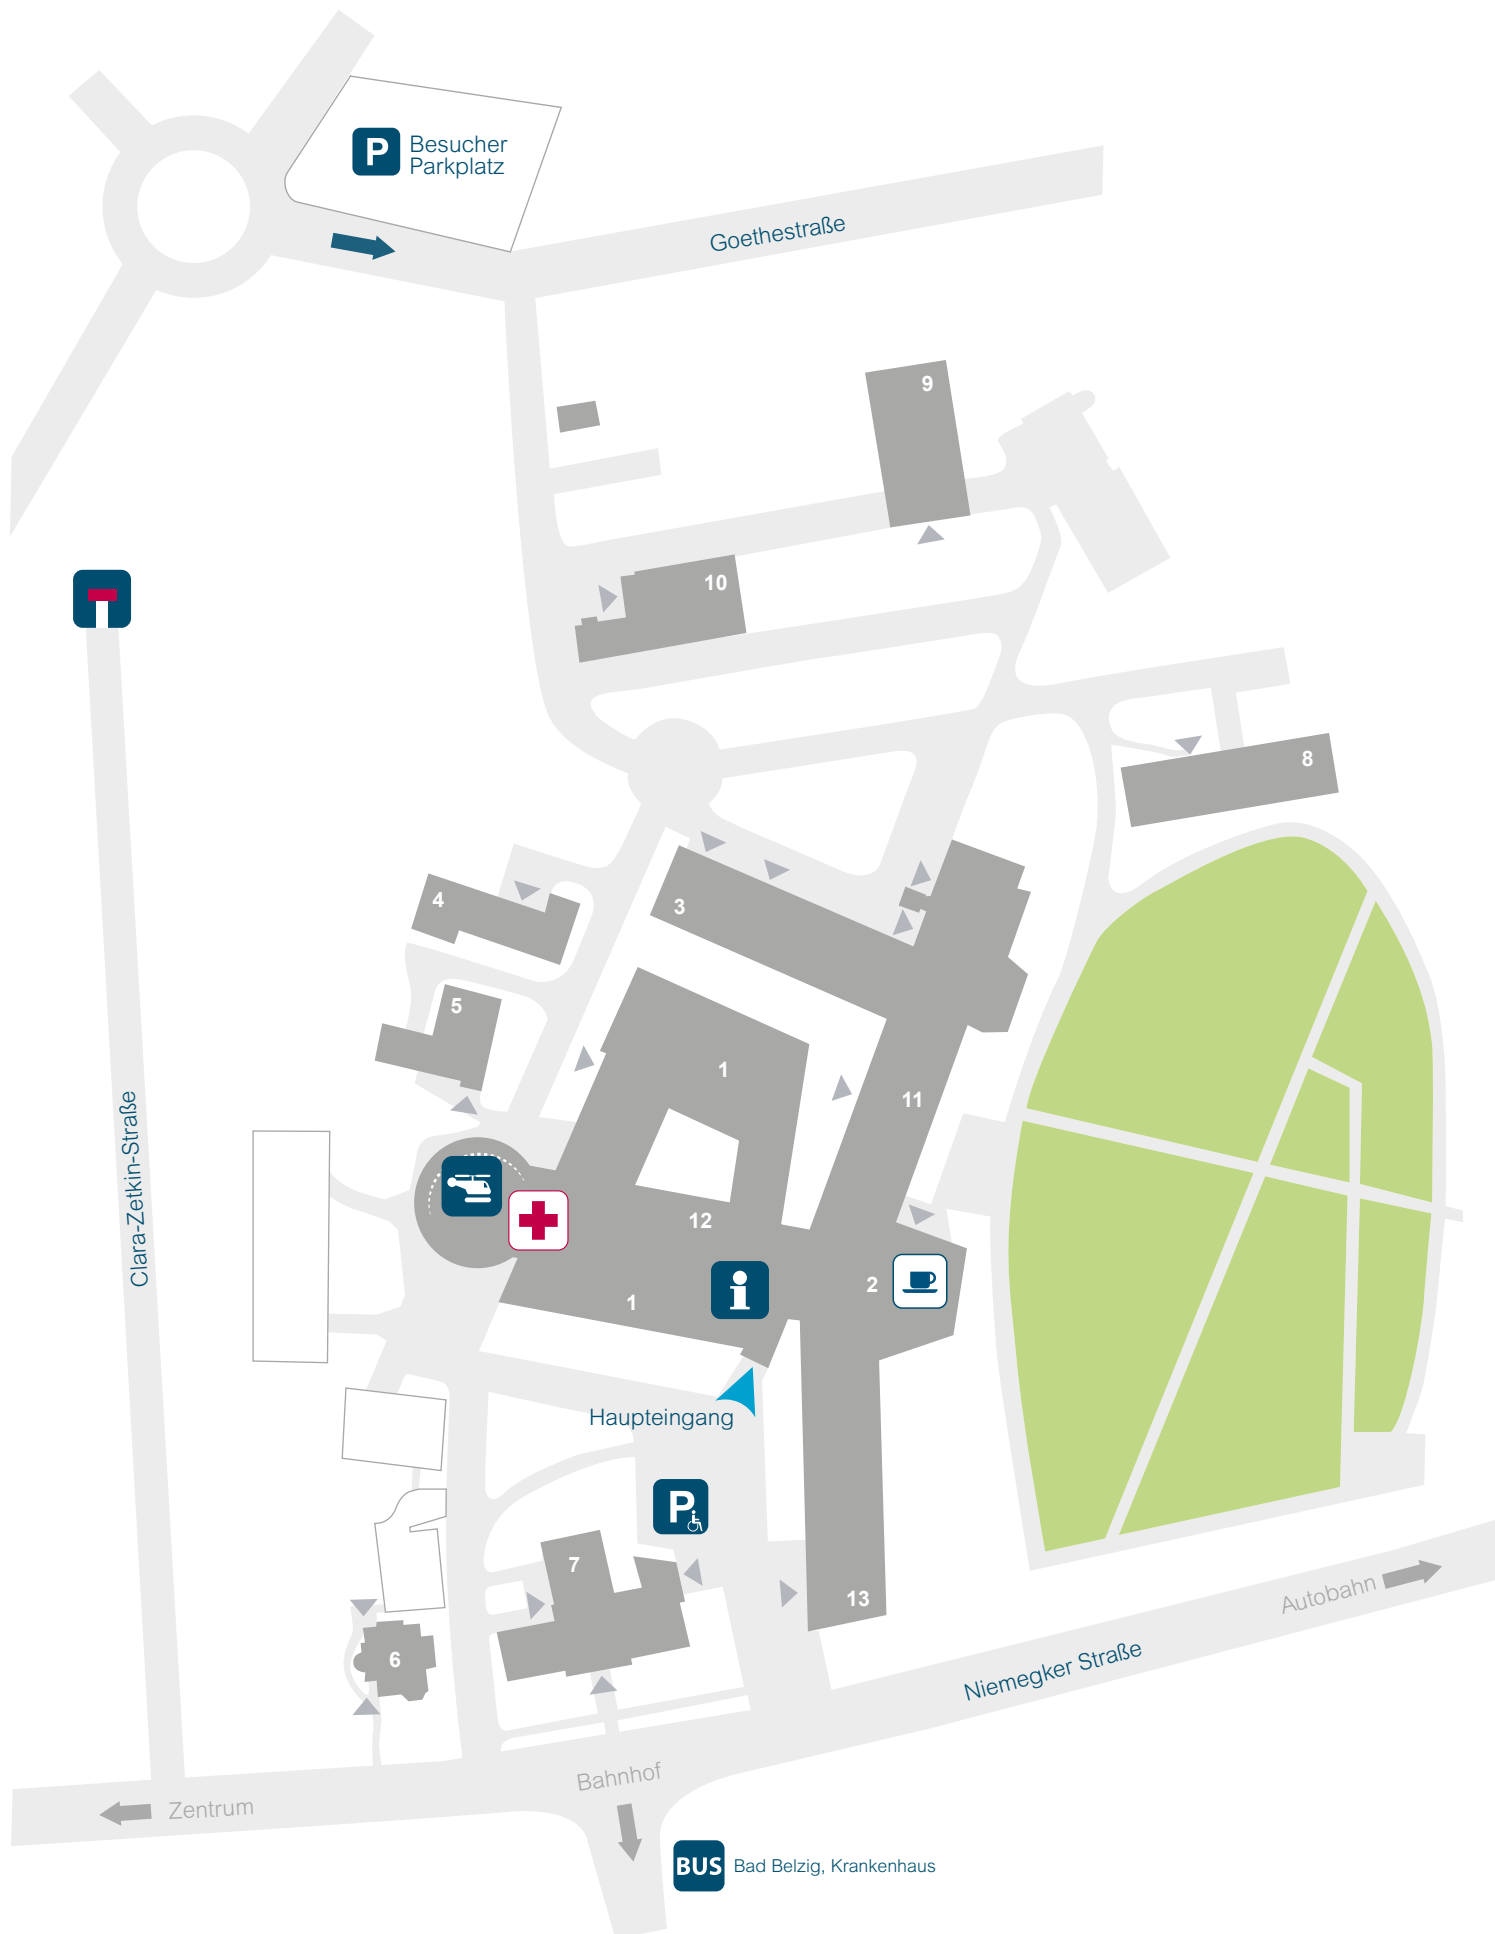 P
Besucher
Parkplatz
Goethestraße
9
10
8
4
3
5
1
11
Clara-Zetkin-Straße
12
2
1
i
Haupteingang
P
7
13
6
Autobahn
Niemegker Straße
Bahnhof
Zentrum
BUS
Bad Belzig, Krankenhaus